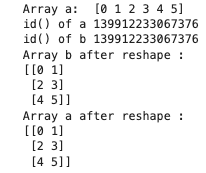 Array a:  [0 1 2 3 4 5]
id() of a 139912233067376
id() of b 139912233067376
Array b after reshape :
[[0 1]
 [2 3]
 [4 5]]
Array a after reshape :
[[0 1]
 [2 3]
 [4 5]]